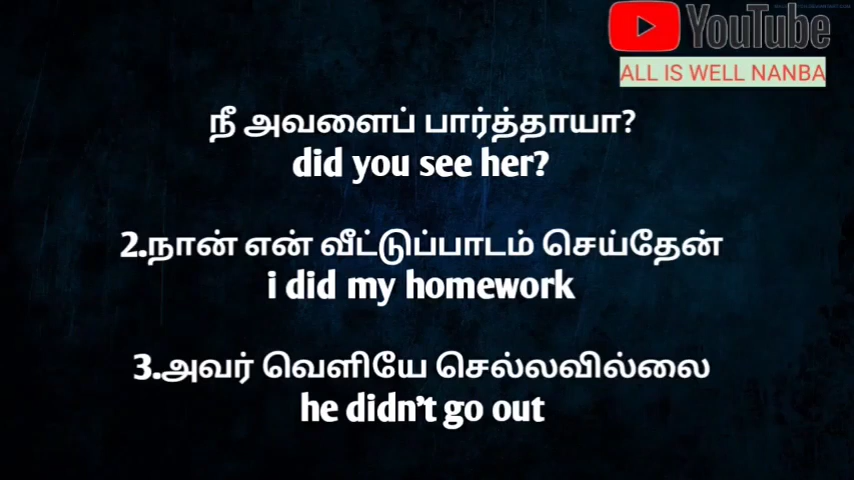 YouTube
ALL IS WELL NANBA
நீ அவளைப் பார்த்தாயா?
did you see her?
2.நான் என் வீட்டுப்பாடம் செய்தேன்
i did my homework
3.அவர் வெளியே செல்லவில்லை
he didn't go out